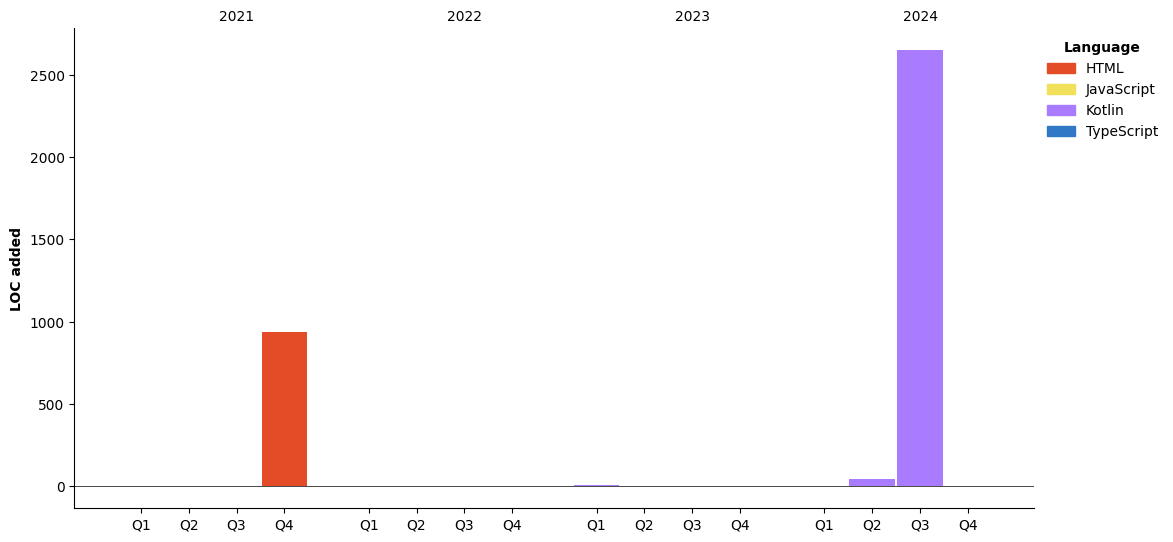 2021 2022 2023 2024
Language
HTML
JavaScript
Kotlin
TypeScript
LOC added
2500
2000
1500
1000
500
0
Q1 Q2 Q3 Q4 Q1 Q2 Q3 Q4 Q1 Q2 Q3 Q4 Q1 Q2 Q3 Q4